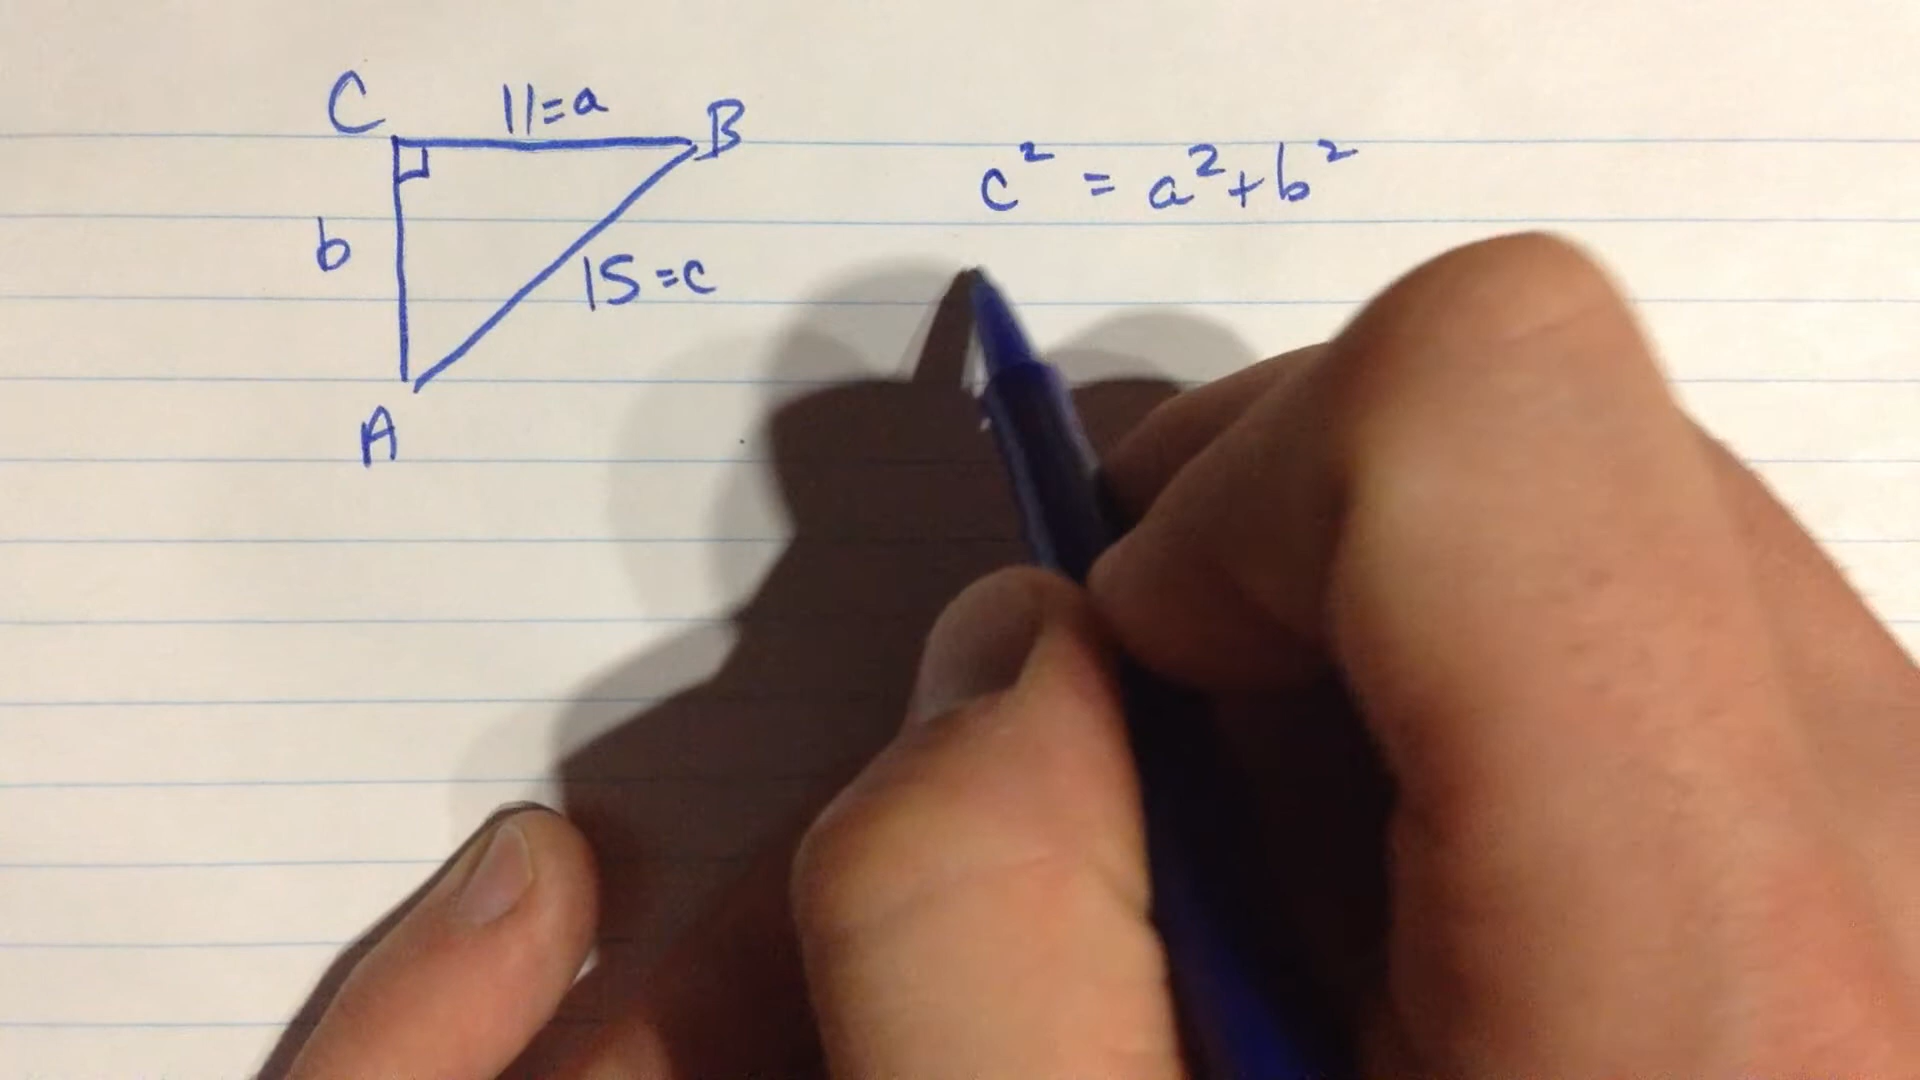 C
11=a
B
b
15=c
A
c² = a²+b²